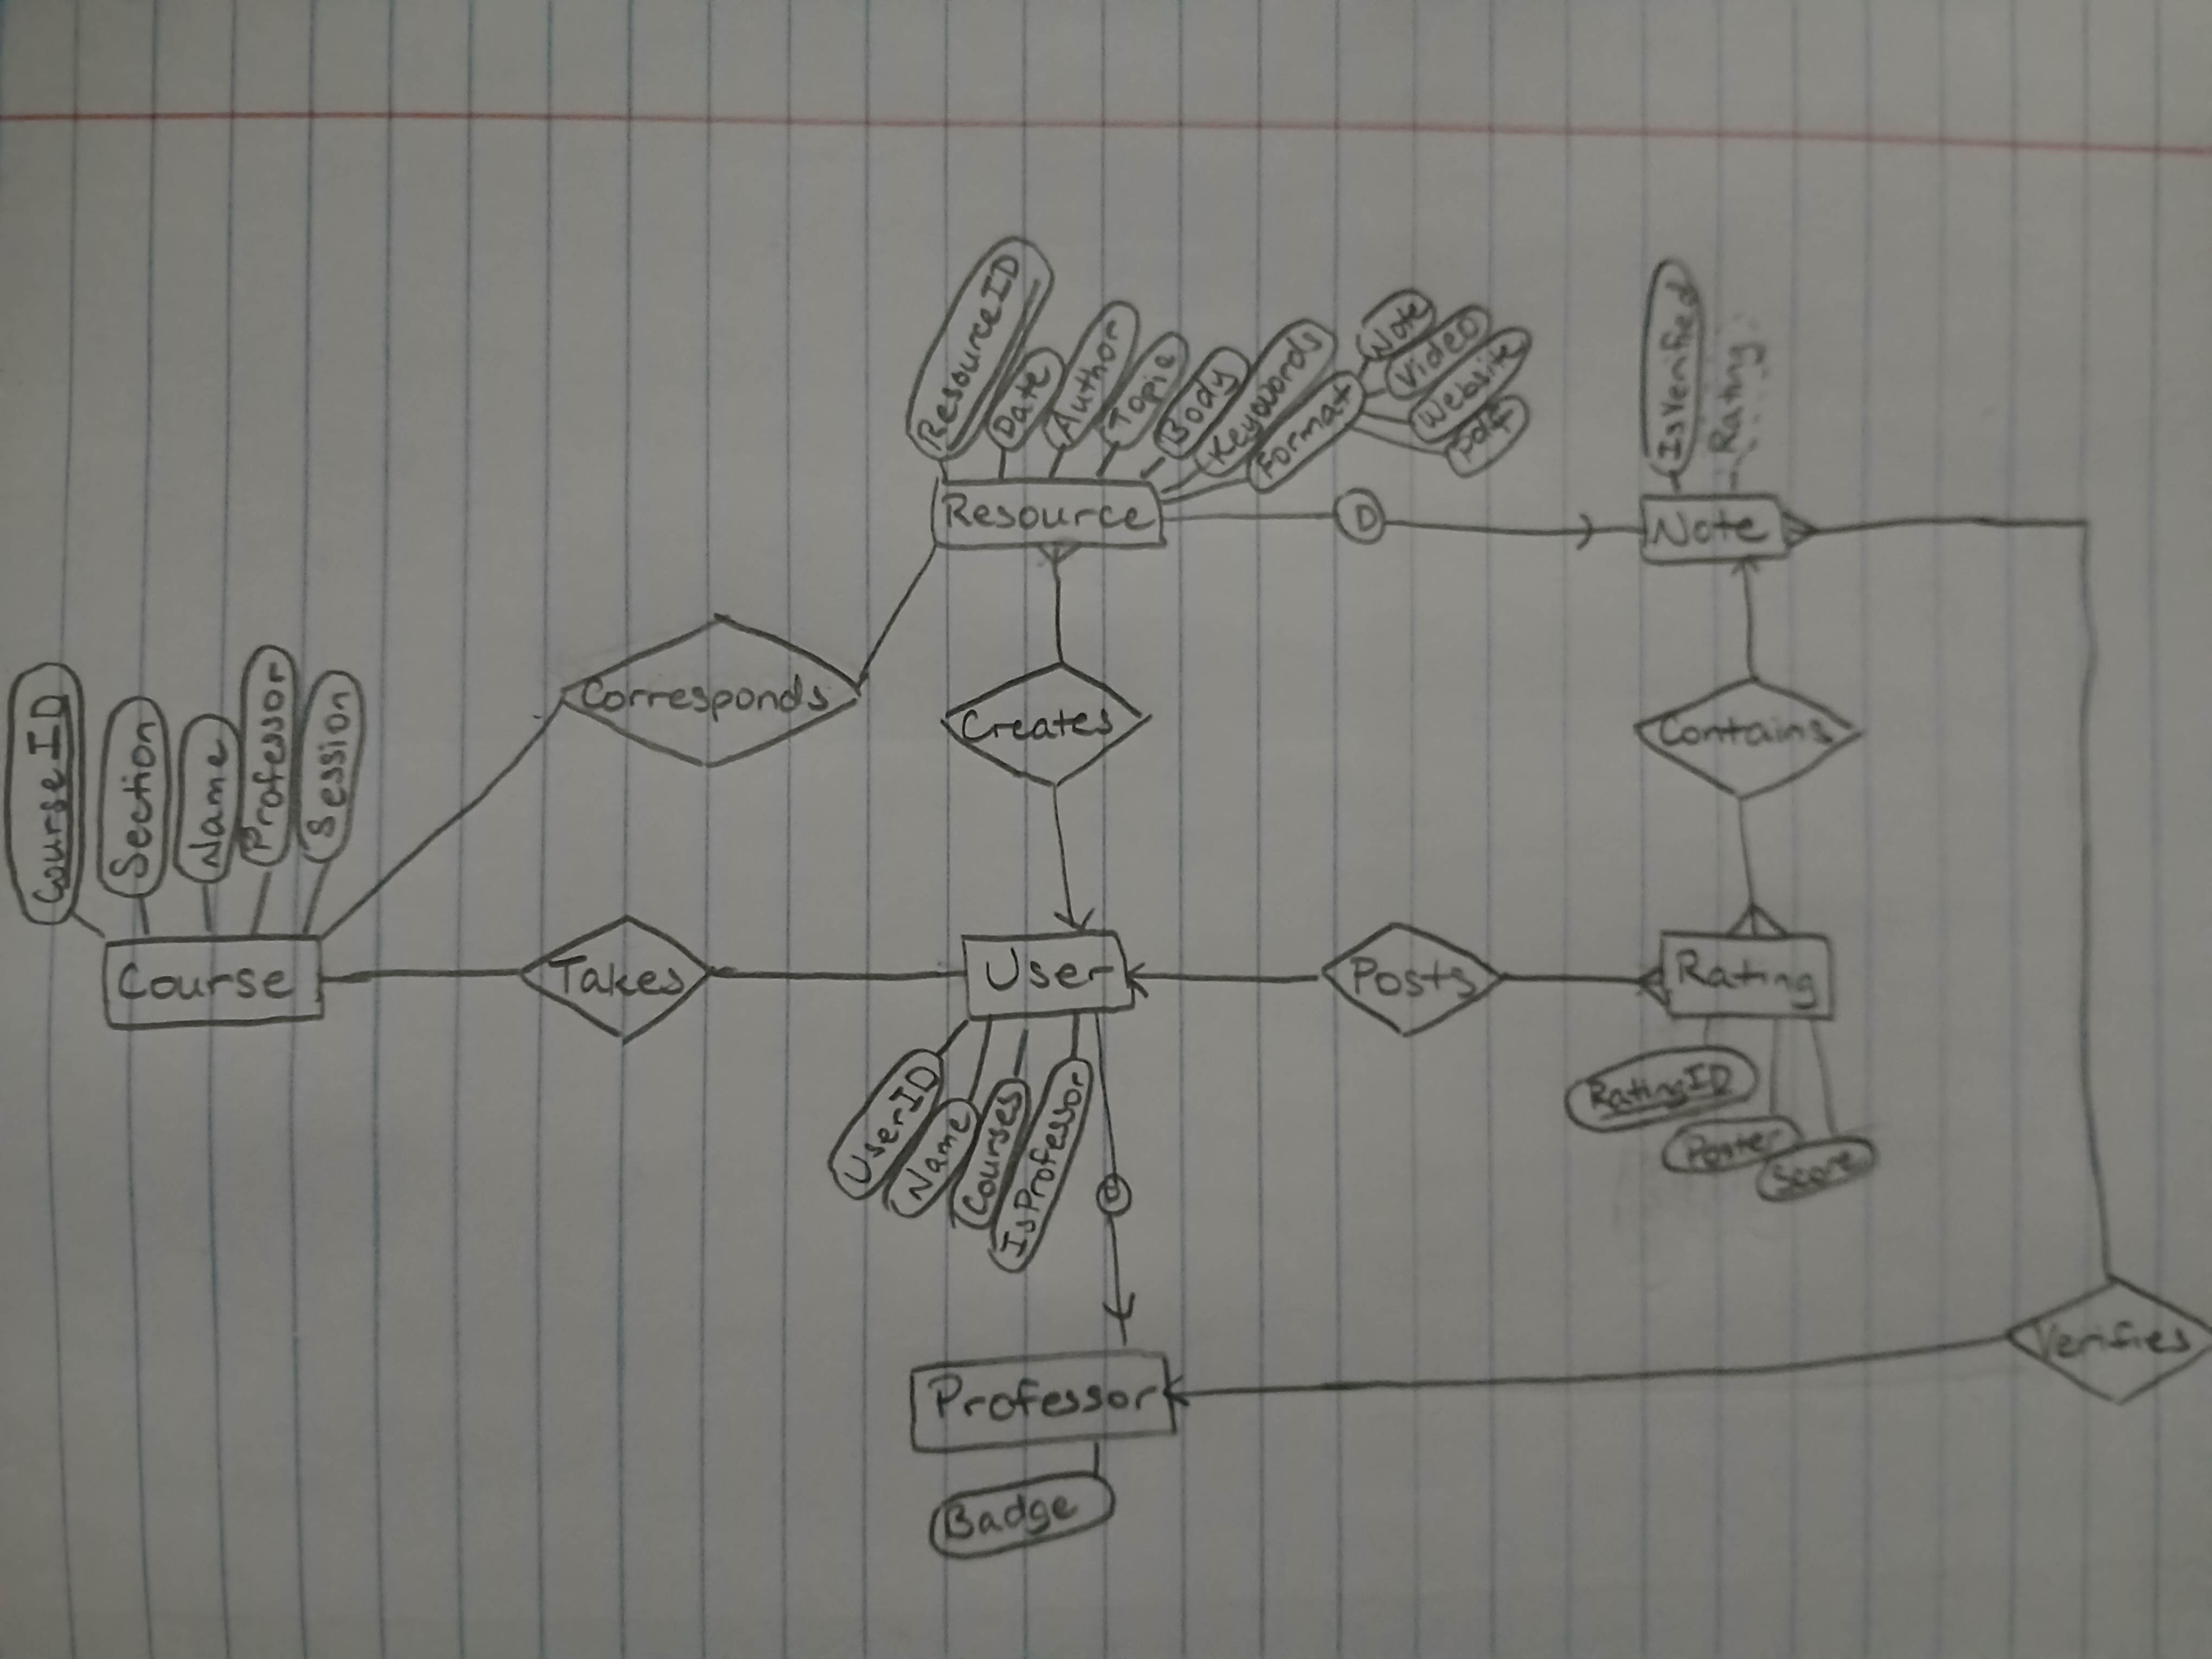 ResourceID
Date
Author
Topic
Body
Keywords
Format
Note
Video
Website
pdf
IsVerified
Rating
Resource
D
Note
Corresponds
Creates
Contains
CourseID
Section
Name
Professor
Session
Course
Takes
User
Posts
Rating
UserID
Name
Courses
IsProfessor
RatingID
Poster
Score
Verifies
Professor
Badge